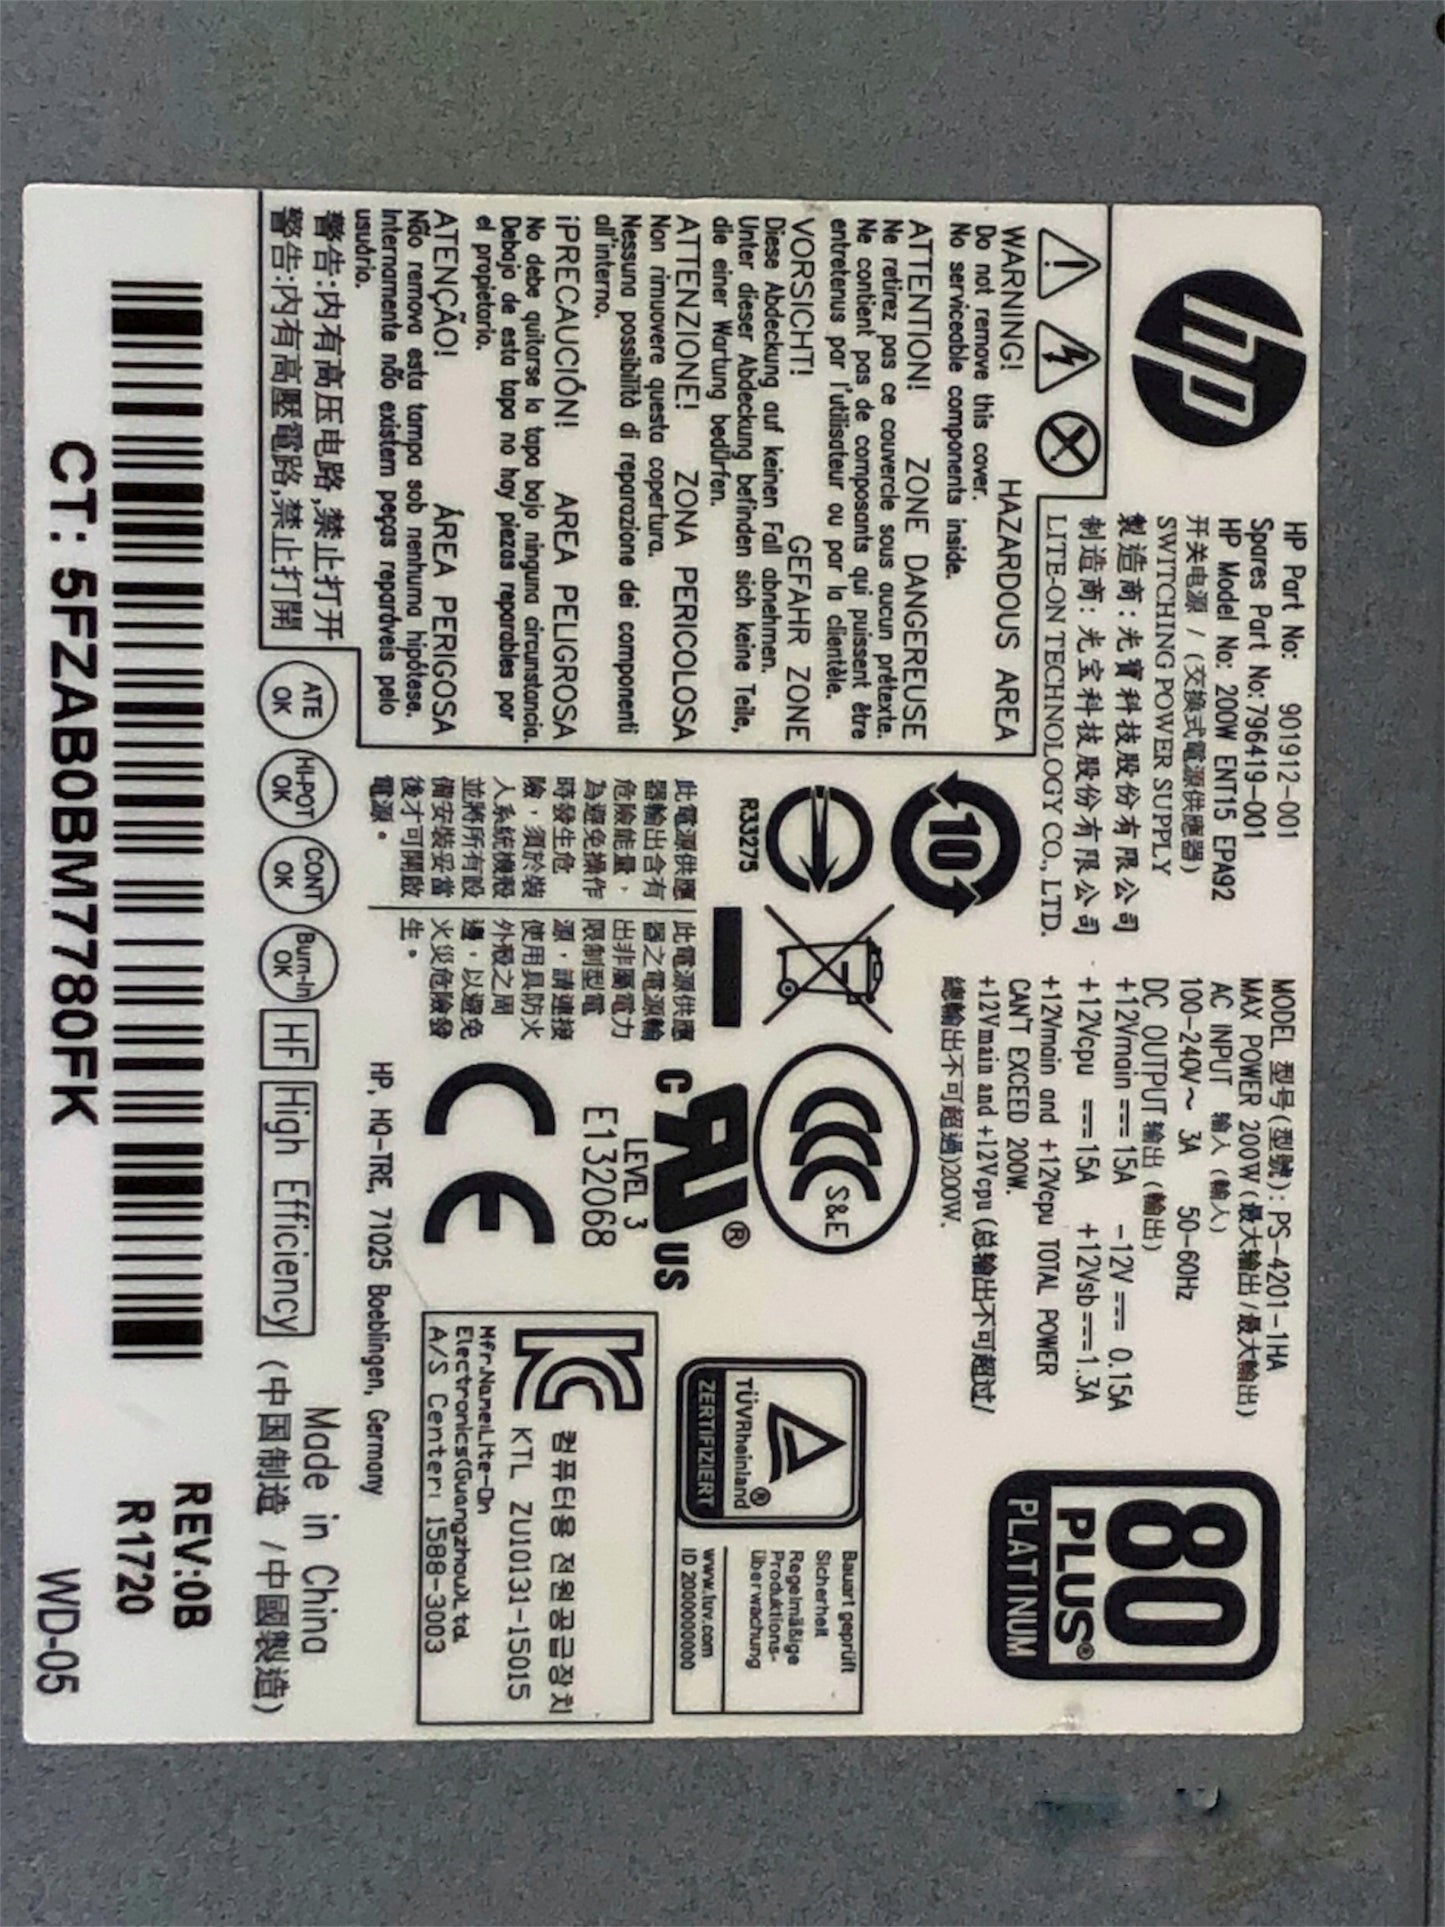 hp
HP Part No: 901912-001
Spares Part No:796419-001
HP Model No: 200W ENT15 EPA92
开关电源 / (交換式電源供應器)
SWITCHING POWER SUPPLY
製造商:光寶科技股份有限公司
制造商:光宝科技股份有限公司
LITE-ON TECHNOLOGY CO., LTD.
MODEL 型号(型號): PS-4201-1HA
MAX POWER 200W(最大输出/最大輸出)
AC INPUT 输入 (輸入)
100-240V~ 3A 50-60Hz
DC OUTPUT 输出 (輸出)
+12Vmain⎓15A -12V⎓0.15A
+12Vcpu ⎓15A +12Vsb⎓1.3A
+12Vmain and +12Vcpu TOTAL POWER
CAN'T EXCEED 200W.
+12Vmain and +12Vcpu (总输出不可超过/
總輸出不可超過)200W.
80
PLUS®
PLATINUM
WARNING! HAZARDOUS AREA
Do not remove this cover.
No serviceable components inside.
ATTENTION! ZONE DANGEREUSE
Ne retirez pas ce couvercle sous aucun prétexte.
Ne contient pas de composants qui puissent être
entretenus par l'utilisateur ou par la clientèle.
VORSICHT! GEFAHR ZONE
Diese Abdeckung auf keinen Fall abnehmen.
Unter dieser Abdeckung befinden sich keine Teile,
die einer Wartung bedürfen.
ATTENZIONE! ZONA PERICOLOSA
Non rimuovere questa copertura.
Nessuna possibilità di reparazione dei componenti
all'interno.
¡PRECAUCIÓN! AREA PELIGROSA
No debe quitarse la tapa bajo ninguna circunstancia.
Debajo de esta tapa no hay piezas reparables por
el propietario.
ATENÇÃO! ÁREA PERIGOSA
Não remova esta tampa sob nenhuma hipótese.
Internamente não existem peças reparáveis pelo
usuário.
警告:内有高压电路,禁止打开
警告:內有高壓電路,禁止打開
10
R33275
此電源供應
器輸出含有
危險能量,
為避免操作
時發生危
險,須於裝
入系統機殼
並將所有設
備安裝妥當
後才可開啟
電源。
此電源供應
器之電源輸
出非屬電力
限制型電
源,請連接
使用具防火
外殼之周
邊,以避免
火災危險發
生。
CCC
S&E
c RU US ®
LEVEL 3
E132068
CE
HP, HQ-TRE, 71025 Boeblingen, Germany
TÜVRheinland®
ZERTIFIZIERT
Bauart geprüft
Sicherheit
Regelmäßige
Produktions-
überwachung
www.tuv.com
ID 2000000000
컴퓨터용 전원공급장치
KTL ZU10131-15015
Mfr.Name:Lite-On
Electronics(Guangzhou)Ltd.
A/S Center: 1588-3003
ATE OK
HI-POT OK
CONT OK
Burn-In OK
HF
High Efficiency
Made in China
(中国制造 /中國製造)
REV:0B
R1720
CT: 5FZAB0BM7780FK
WD-05